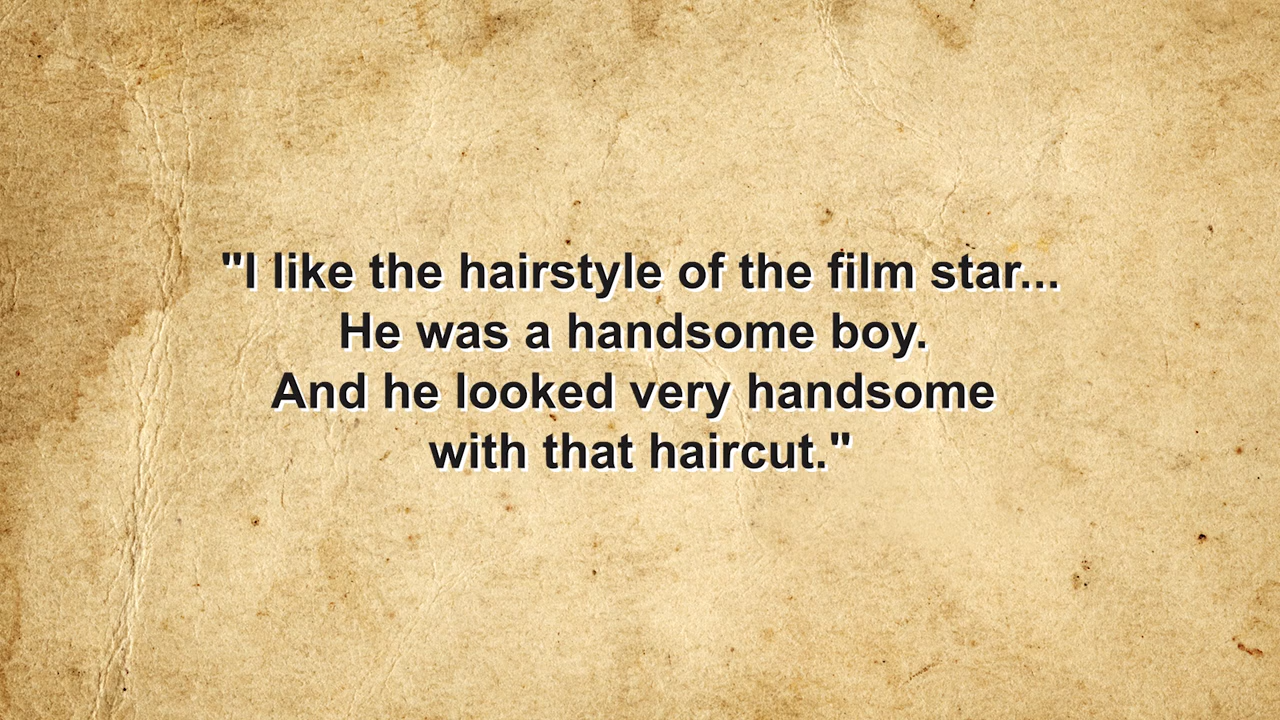 "I like the hairstyle of the film star...
He was a handsome boy.
And he looked very handsome
with that haircut."